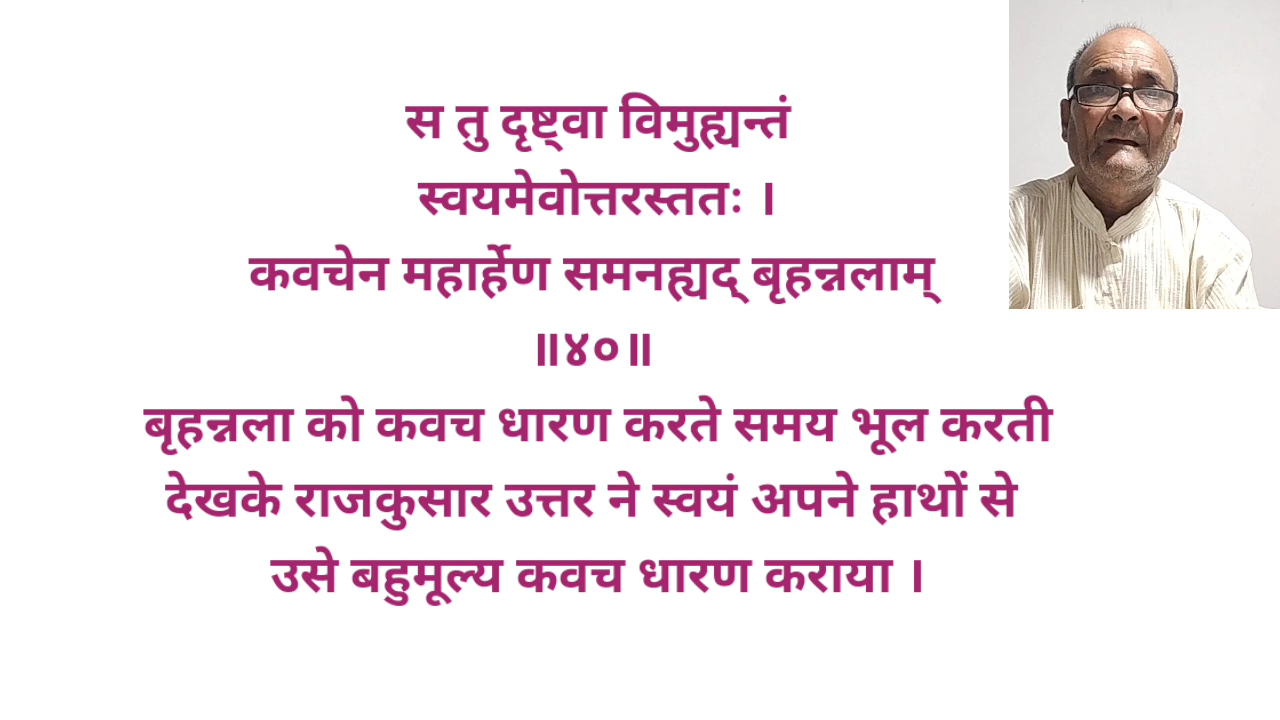 स तु दृष्ट्वा विमुह्यन्तं
स्वयमेवोत्तरस्ततः ।
कवचेन महार्हेण समनह्यद् बृहन्नलाम्
॥४०॥
बृहन्नला को कवच धारण करते समय भूल करती
देखके राजकुसार उत्तर ने स्वयं अपने हाथों से
उसे बहुमूल्य कवच धारण कराया ।